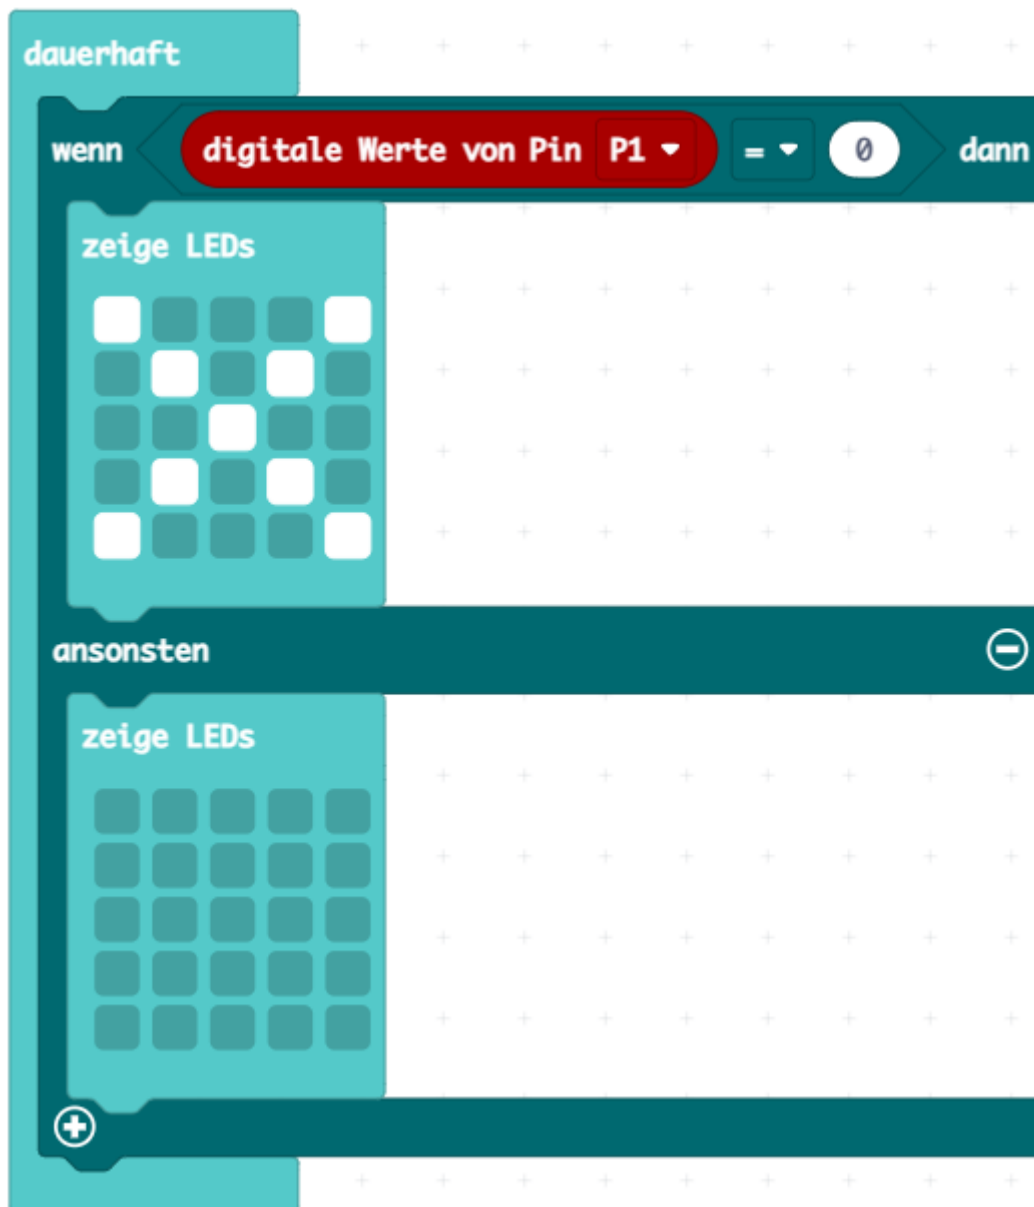 dauerhaft
wenn digitale Werte von Pin P1 = 0 dann
zeige LEDs
ansonsten
zeige LEDs